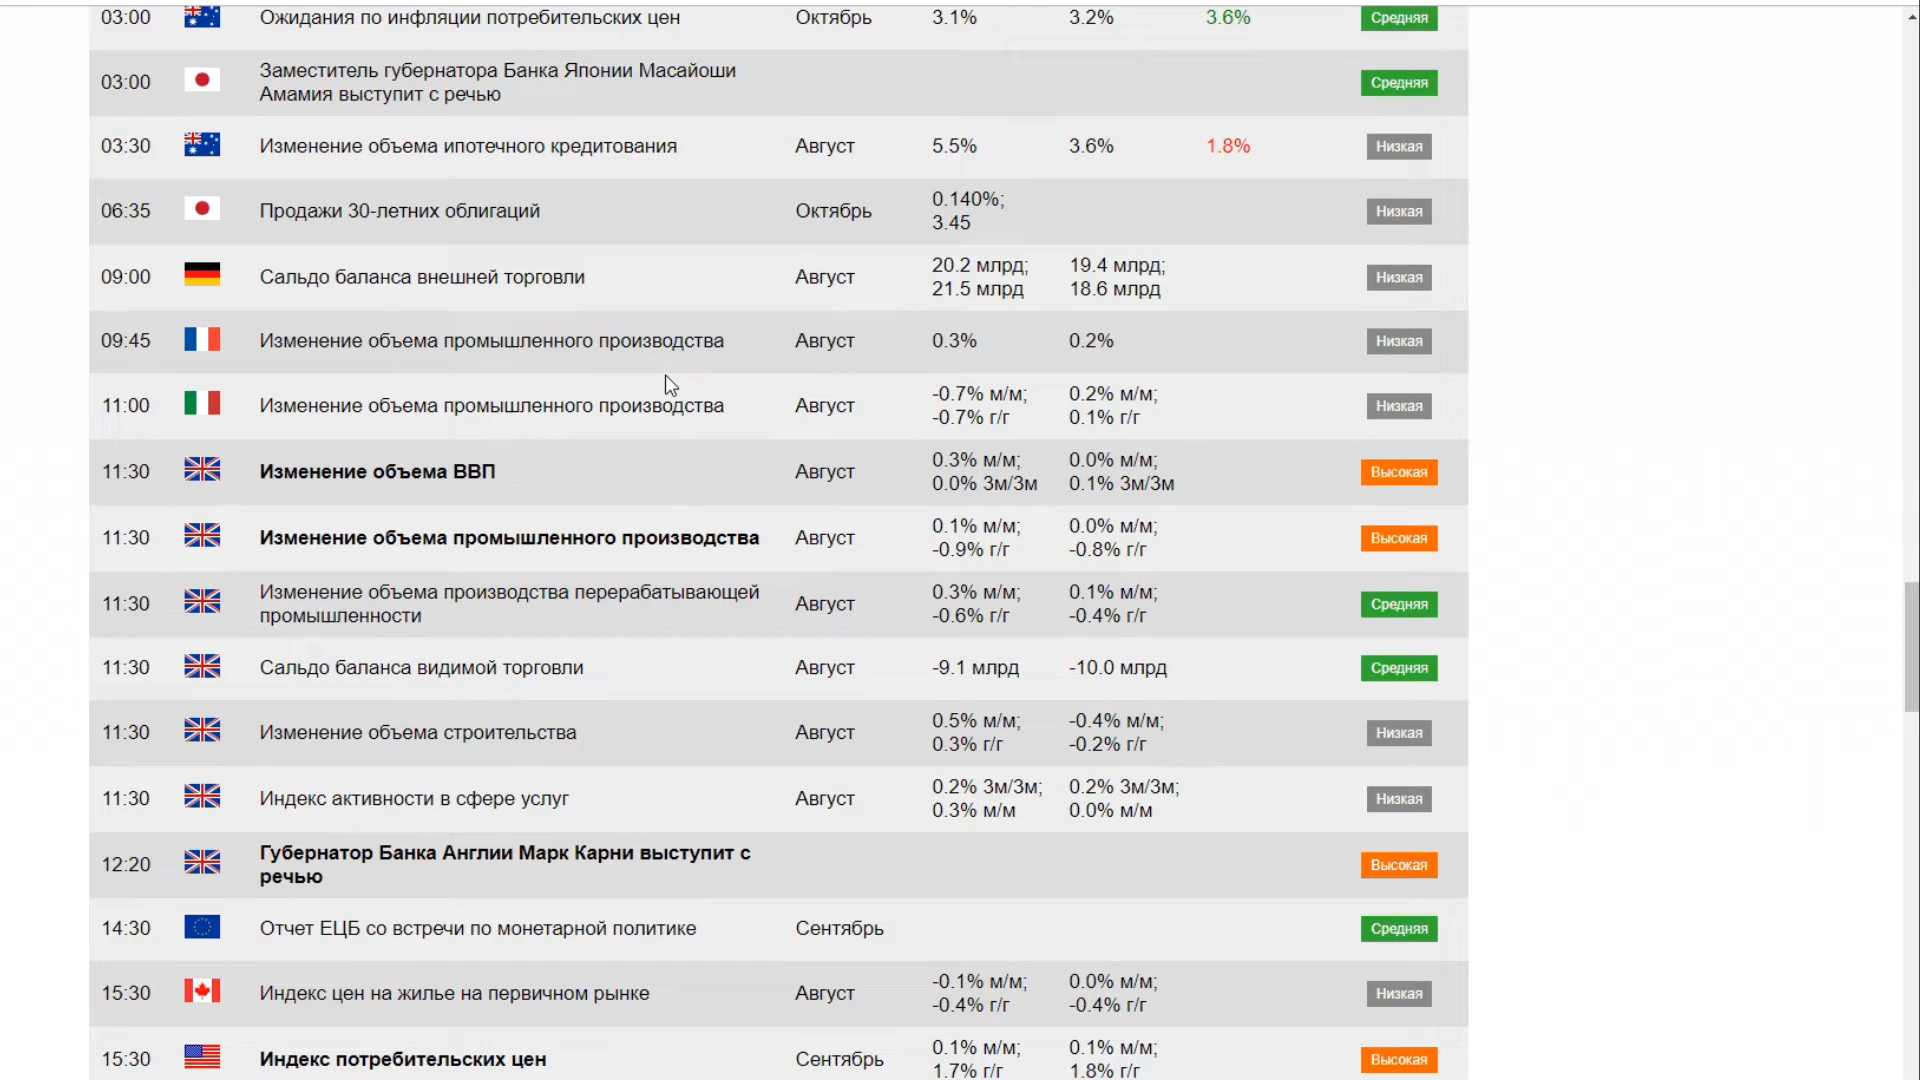 03:00 Ожидания по инфляции потребительских цен Октябрь 3.1% 3.2% 3.6% Средняя
03:00 Заместитель губернатора Банка Японии Масайоши Амамия выступит с речью Средняя
03:30 Изменение объема ипотечного кредитования Август 5.5% 3.6% 1.8% Низкая
06:35 Продажи 30-летних облигаций Октябрь 0.140%; 3.45 Низкая
09:00 Сальдо баланса внешней торговли Август 20.2 млрд; 21.5 млрд 19.4 млрд; 18.6 млрд Низкая
09:45 Изменение объема промышленного производства Август 0.3% 0.2% Низкая
11:00 Изменение объема промышленного производства Август -0.7% м/м; -0.7% г/г 0.2% м/м; 0.1% г/г Низкая
11:30 Изменение объема ВВП Август 0.3% м/м; 0.0% 3м/3м 0.0% м/м; 0.1% 3м/3м Высокая
11:30 Изменение объема промышленного производства Август 0.1% м/м; -0.9% г/г 0.0% м/м; -0.8% г/г Высокая
11:30 Изменение объема производства перерабатывающей промышленности Август 0.3% м/м; -0.6% г/г 0.1% м/м; -0.4% г/г Средняя
11:30 Сальдо баланса видимой торговли Август -9.1 млрд -10.0 млрд Средняя
11:30 Изменение объема строительства Август 0.5% м/м; 0.3% г/г -0.4% м/м; -0.2% г/г Низкая
11:30 Индекс активности в сфере услуг Август 0.2% 3м/3м; 0.3% м/м 0.2% 3м/3м; 0.0% м/м Низкая
12:20 Губернатор Банка Англии Марк Карни выступит с речью Высокая
14:30 Отчет ЕЦБ со встречи по монетарной политике Сентябрь Средняя
15:30 Индекс цен на жилье на первичном рынке Август -0.1% м/м; -0.4% г/г 0.0% м/м; -0.4% г/г Низкая
15:30 Индекс потребительских цен Сентябрь 0.1% м/м; 1.7% г/г 0.1% м/м; 1.8% г/г Высокая